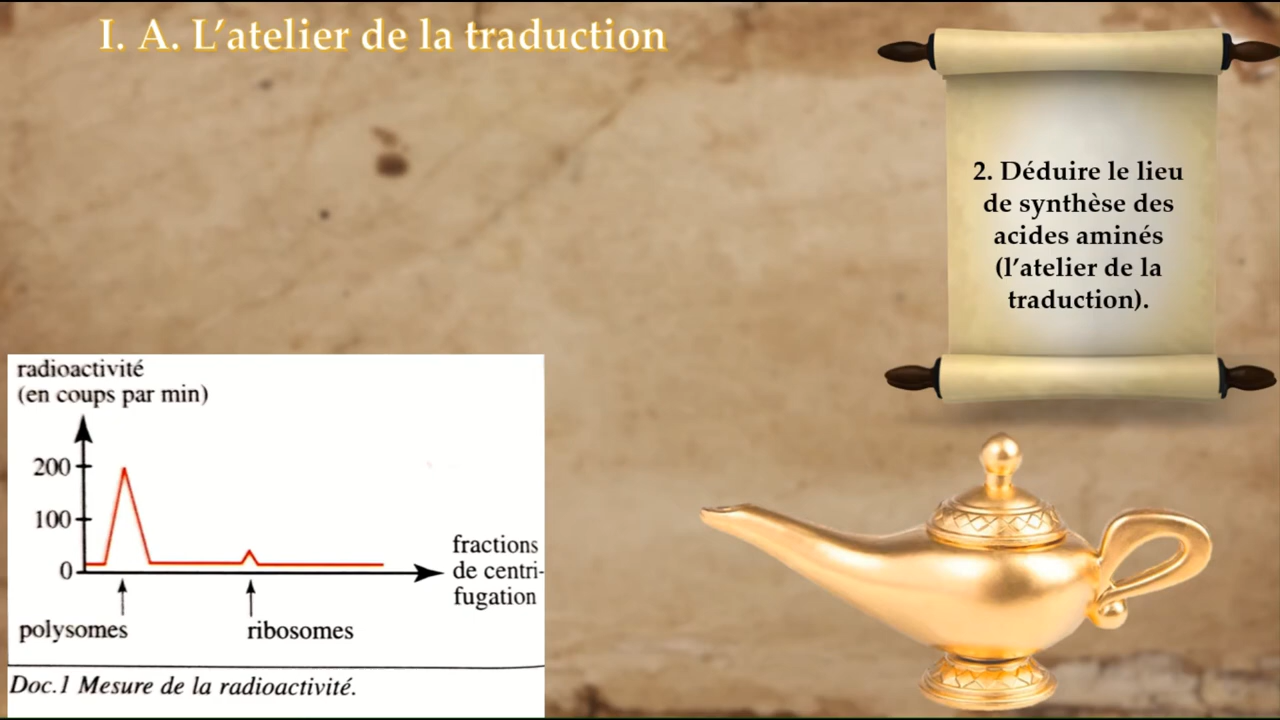 I. A. L’atelier de la traduction
2. Déduire le lieu
de synthèse des
acides aminés
(l’atelier de la
traduction).
radioactivité
(en coups par min)
200
100
0
fractions
de centri-
fugation
polysomes
ribosomes
Doc.1 Mesure de la radioactivité.